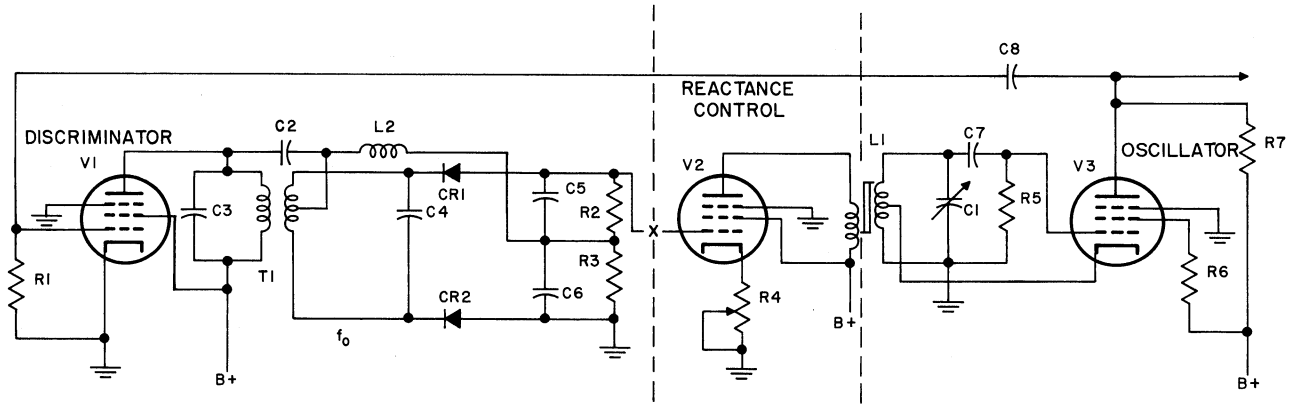 C8
REACTANCE
CONTROL
DISCRIMINATOR
V1
C2
L2
L1
C7
OSCILLATOR
V2
V3
R7
C3
C4
CR1
C5
R2
X
C1
R5
R1
T1
R3
C6
CR2
R4
R6
fo
B+
B+
B+